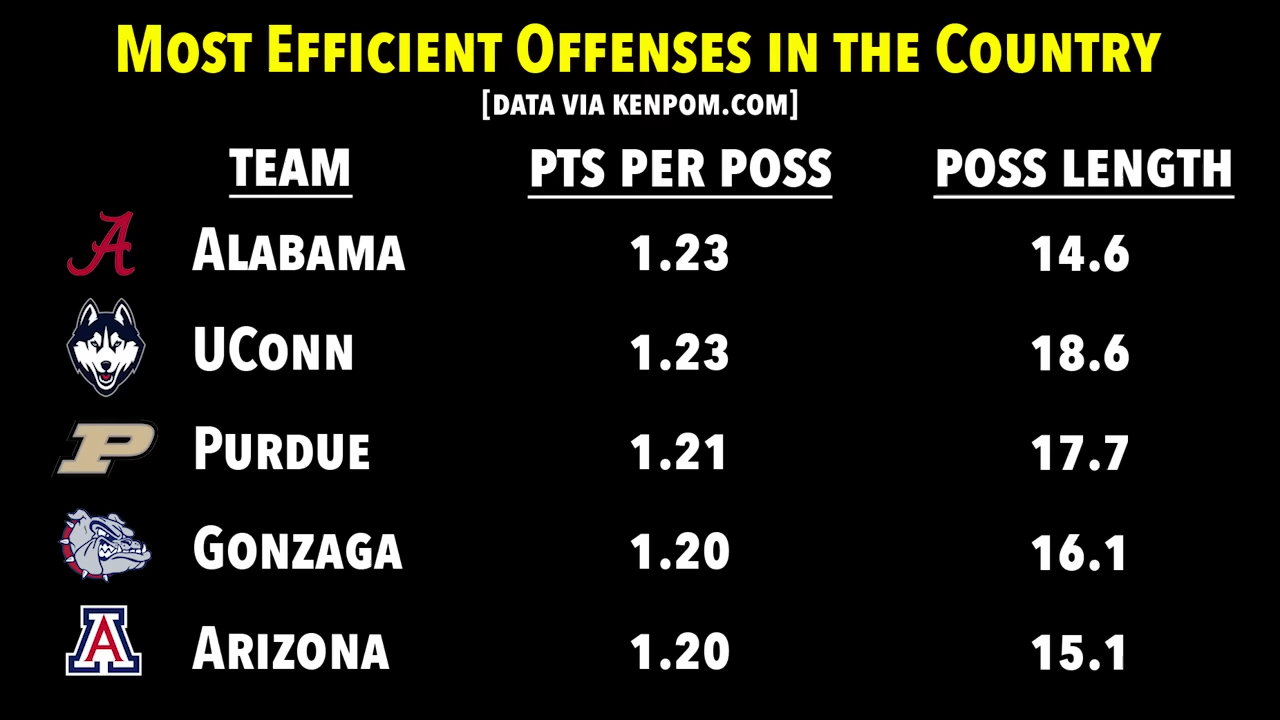 Most Efficient Offenses in the Country
[data via kenpom.com]
TEAM PTS PER POSS POSS LENGTH
Alabama 1.23 14.6
UConn 1.23 18.6
Purdue 1.21 17.7
Gonzaga 1.20 16.1
Arizona 1.20 15.1